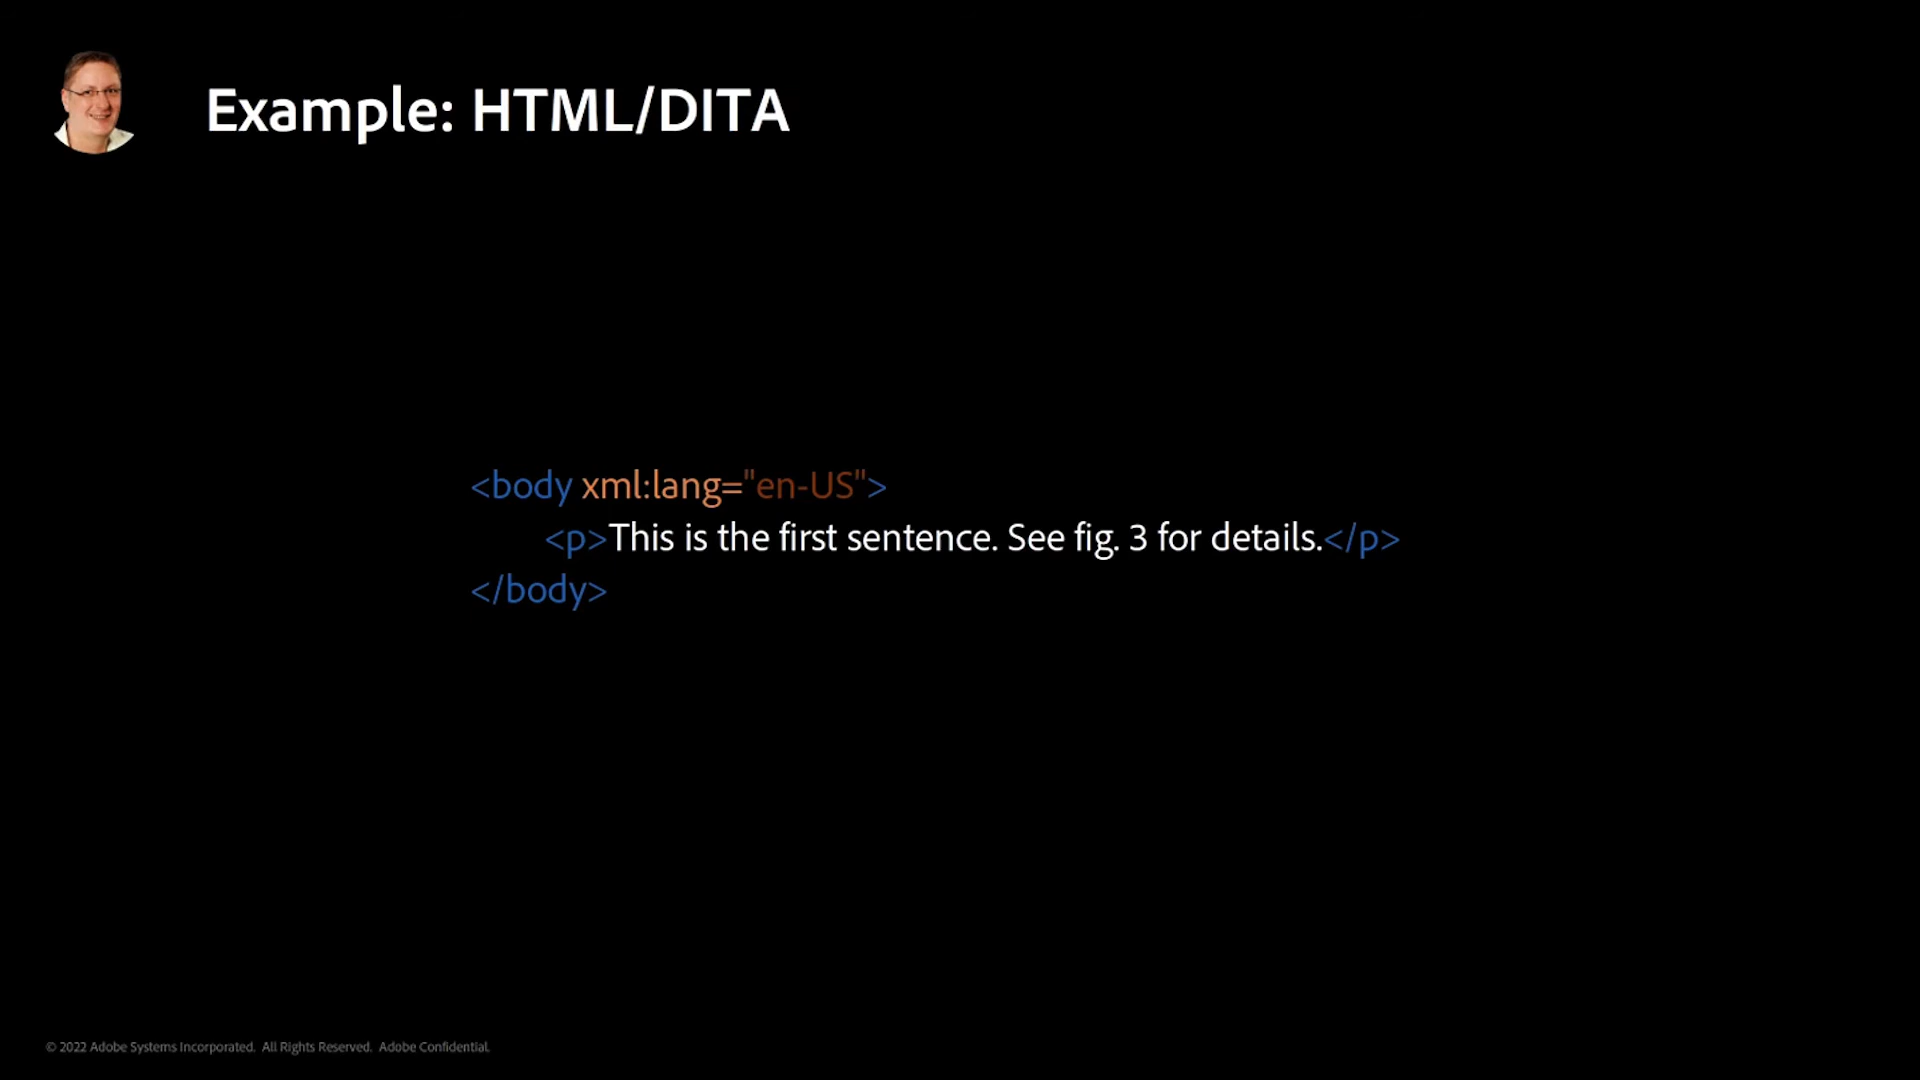 Example: HTML/DITA
<body xml:lang="en-US">
<p>This is the first sentence. See fig. 3 for details.</p>
</body>
© 2022 Adobe Systems Incorporated. All Rights Reserved. Adobe Confidential.